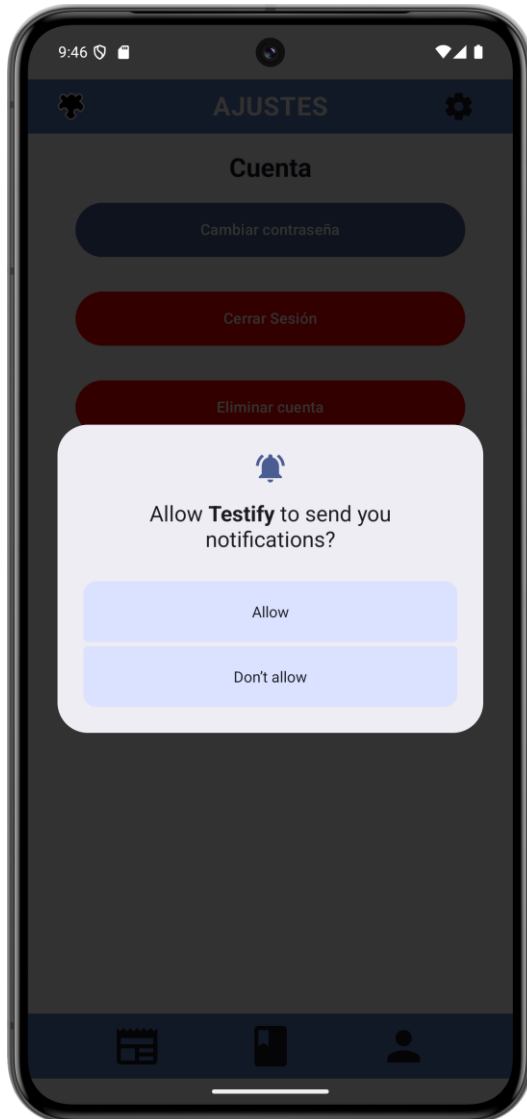 9:46
AJUSTES
Cuenta
Cambiar contraseña
Cerrar Sesión
Eliminar cuenta
Allow Testify to send you
notifications?
Allow
Don't allow